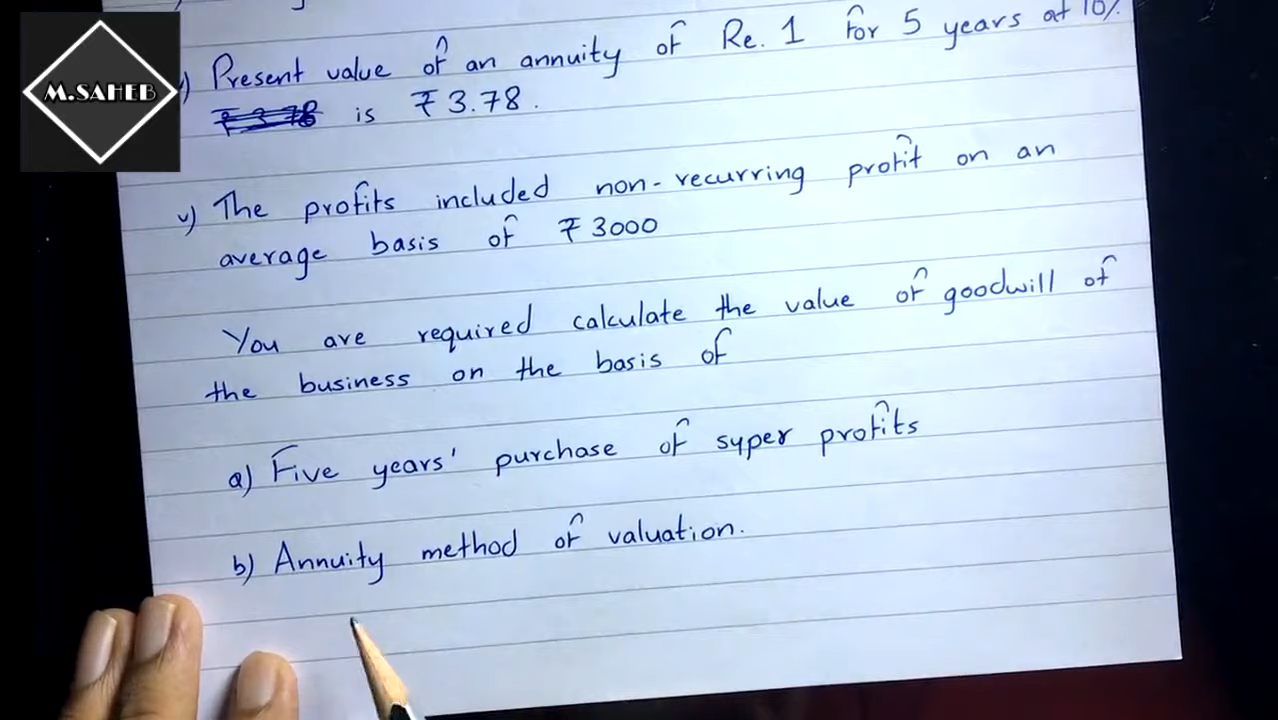 M.SAHEB
) Present value of an annuity of Re. 1 for 5 years at 10%.
₹ 3.78 is ₹ 3.78.
v) The profits included non-recurring profit on an
average basis of ₹ 3000
You are required calculate the value of goodwill of
the business on the basis of
a) Five years' purchase of super profits
b) Annuity method of valuation.